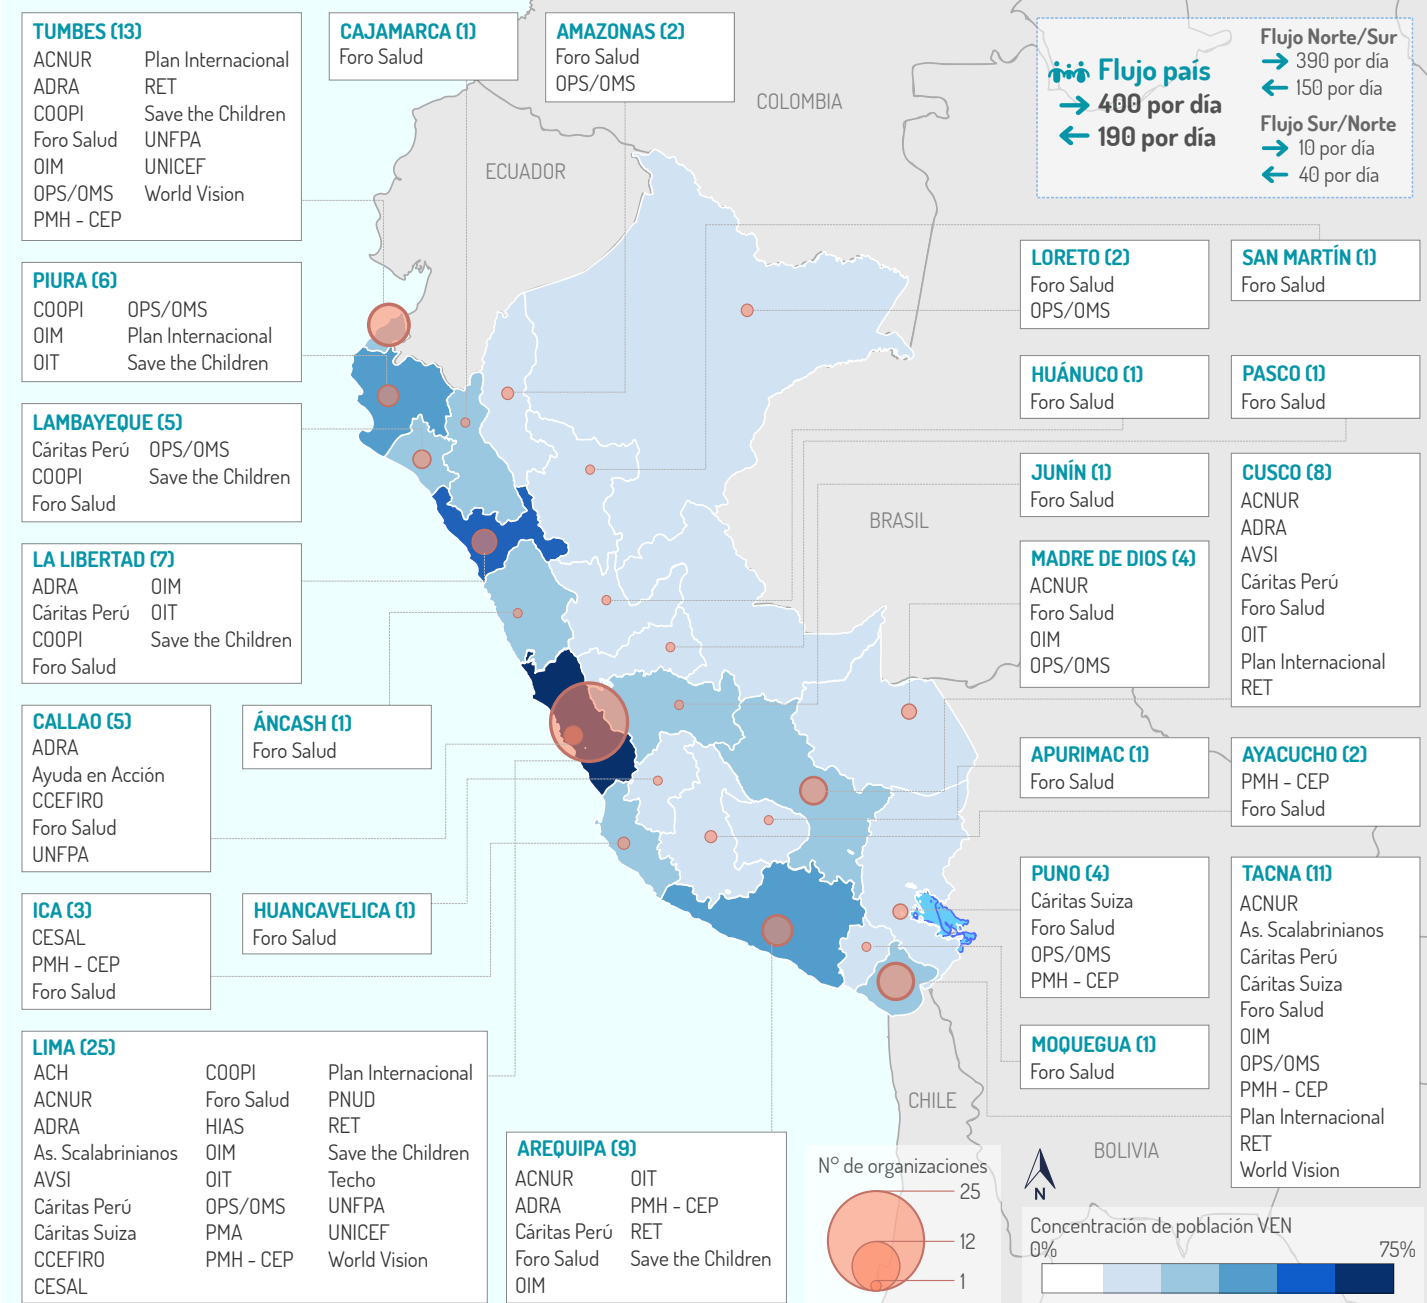 TUMBES (13)
ACNUR
ADRA
COOPI
Foro Salud
OIM
OPS/OMS
PMH - CEP
Plan Internacional
RET
Save the Children
UNFPA
UNICEF
World Vision
CAJAMARCA (1)
Foro Salud
AMAZONAS (2)
Foro Salud
OPS/OMS
Flujo país
400 por día
190 por día
Flujo Norte/Sur
390 por día
150 por día
Flujo Sur/Norte
10 por día
40 por día
COLOMBIA
ECUADOR
PIURA (6)
COOPI
OIM
OIT
OPS/OMS
Plan Internacional
Save the Children
LORETO (2)
Foro Salud
OPS/OMS
SAN MARTÍN (1)
Foro Salud
HUÁNUCO (1)
Foro Salud
PASCO (1)
Foro Salud
LAMBAYEQUE (5)
Cáritas Perú
COOPI
Foro Salud
OPS/OMS
Save the Children
JUNÍN (1)
Foro Salud
CUSCO (8)
ACNUR
ADRA
AVSI
Cáritas Perú
Foro Salud
OIT
Plan Internacional
RET
BRASIL
LA LIBERTAD (7)
ADRA
Cáritas Perú
COOPI
Foro Salud
OIM
OIT
Save the Children
MADRE DE DIOS (4)
ACNUR
Foro Salud
OIM
OPS/OMS
CALLAO (5)
ADRA
Ayuda en Acción
CCEFIRO
Foro Salud
UNFPA
ÁNCASH (1)
Foro Salud
APURIMAC (1)
Foro Salud
AYACUCHO (2)
PMH - CEP
Foro Salud
ICA (3)
CESAL
PMH - CEP
Foro Salud
HUANCAVELICA (1)
Foro Salud
PUNO (4)
Cáritas Suiza
Foro Salud
OPS/OMS
PMH - CEP
TACNA (11)
ACNUR
As. Scalabrinianos
Cáritas Perú
Cáritas Suiza
Foro Salud
OIM
OPS/OMS
PMH - CEP
Plan Internacional
RET
World Vision
MOQUEGUA (1)
Foro Salud
LIMA (25)
ACH
ACNUR
ADRA
As. Scalabrinianos
AVSI
Cáritas Perú
Cáritas Suiza
CCEFIRO
CESAL
COOPI
Foro Salud
HIAS
OIM
OIT
OPS/OMS
PMA
PMH - CEP
Plan Internacional
PNUD
RET
Save the Children
Techo
UNFPA
UNICEF
World Vision
AREQUIPA (9)
ACNUR
ADRA
Cáritas Perú
Foro Salud
OIM
OIT
PMH - CEP
RET
Save the Children
CHILE
BOLIVIA
N° de organizaciones
25
12
1
N
Concentración de población VEN
0%
75%